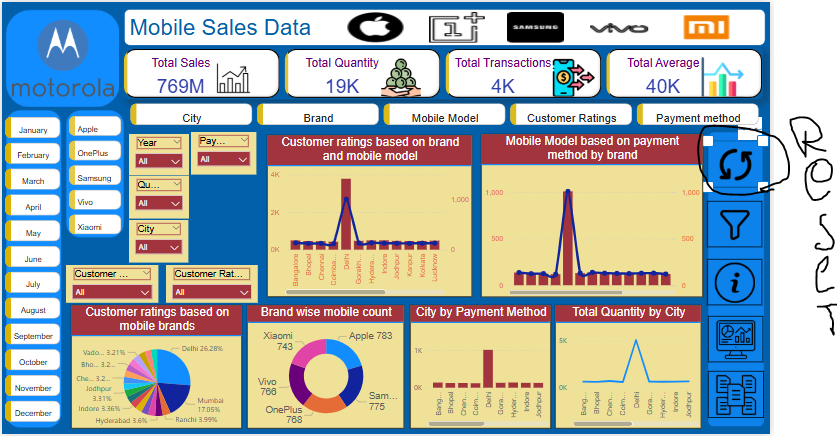 Mobile Sales Data
SAMSUNG
vivo
mi
motorola
Total Sales
769M
Total Quantity
19K
Total Transactions
4K
Total Average
40K
City
Brand
Mobile Model
Customer Ratings
Payment method
January
February
March
April
May
June
July
August
September
October
November
December
Apple
OnePlus
Samsung
Vivo
Xiaomi
Year
All
Pay...
All
Qu...
All
City
All
Customer ...
All
Customer Rat...
All
Customer ratings based on brand
and mobile model
4K
2K
0K
1,000
0
Bangalore
Bhopal
Chennai
Coimba...
Delhi
Gorakh...
Hydera...
Indore
Jodhpur
Kanpur
Kolkata
Lucknow
Mobile Model based on payment
method by brand
1,000
500
0
1,000
500
0
Customer ratings based on
mobile brands
Delhi 26.28%
Mumbai
17.05%
Ranchi 3.99%
Hyderabad 3.6%
Indore 3.36%
Jodhpur
3.31%
Che... 3.2...
Bho... 3.2...
Vado... 3.21%
Brand wise mobile count
Apple 783
Sam...
775
OnePlus
768
Vivo
766
Xiaomi
743
City by Payment Method
1K
0K
Bang...
Bhopal
Chen...
Coim...
Delhi
Gora...
Hyder...
Indore
Jodhpur
Total Quantity by City
5K
0K
Bang...
Bhopal
Chen...
Coim...
Delhi
Gora...
Hyder...
Indore
Jodhpur
Reset